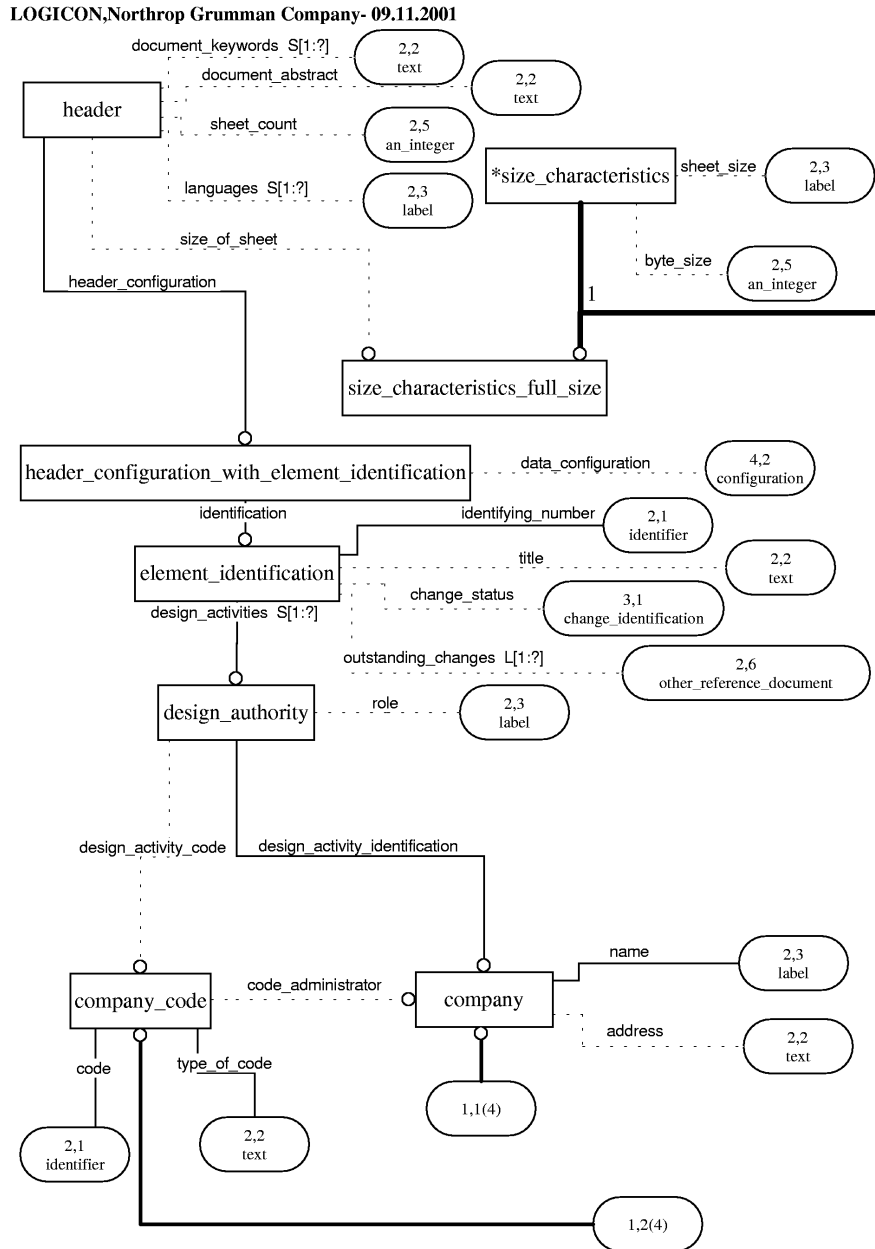 LOGICON,Northrop Grumman Company- 09.11.2001
document_keywords S[1:?]
2,2
text
document_abstract
2,2
text
header
sheet_count
2,5
an_integer
*size_characteristics
sheet_size
2,3
label
languages S[1:?]
2,3
label
size_of_sheet
byte_size
2,5
an_integer
header_configuration
1
size_characteristics_full_size
header_configuration_with_element_identification
data_configuration
4,2
configuration
identification
identifying_number
2,1
identifier
element_identification
title
2,2
text
change_status
3,1
change_identification
design_activities S[1:?]
outstanding_changes L[1:?]
2,6
other_reference_document
design_authority
role
2,3
label
design_activity_code
design_activity_identification
name
2,3
label
company_code
code_administrator
company
address
2,2
text
code
type_of_code
1,1(4)
2,1
identifier
2,2
text
1,2(4)